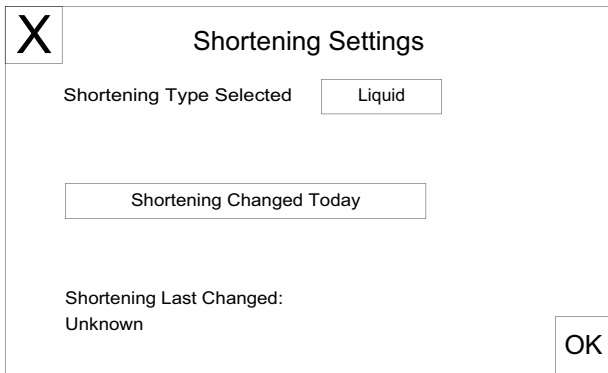 X
Shortening Settings
Shortening Type Selected
Liquid
Shortening Changed Today
Shortening Last Changed:
Unknown
OK